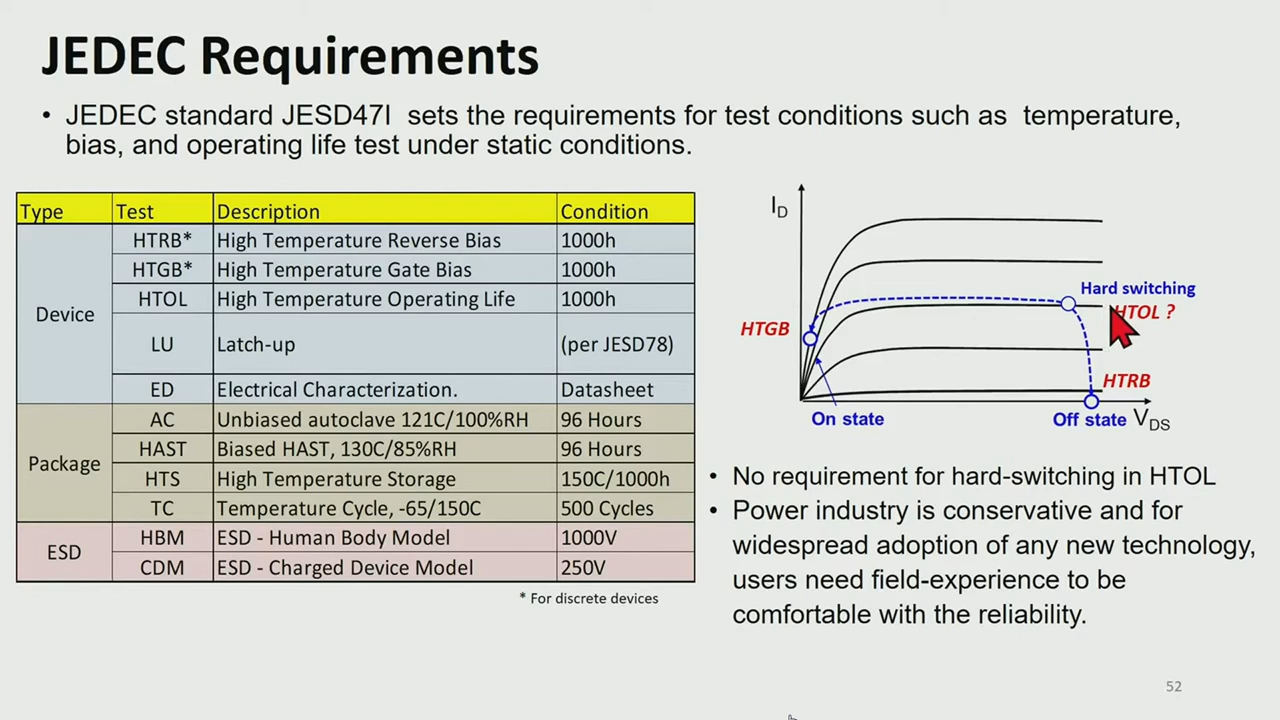 JEDEC Requirements
• JEDEC standard JESD47I sets the requirements for test conditions such as temperature,
bias, and operating life test under static conditions.
Type Test Description Condition
Device
HTRB* High Temperature Reverse Bias 1000h
HTGB* High Temperature Gate Bias 1000h
HTOL High Temperature Operating Life 1000h
LU Latch-up (per JESD78)
ED Electrical Characterization. Datasheet
Package
AC Unbiased autoclave 121C/100%RH 96 Hours
HAST Biased HAST, 130C/85%RH 96 Hours
HTS High Temperature Storage 150C/1000h
TC Temperature Cycle, -65/150C 500 Cycles
ESD
HBM ESD - Human Body Model 1000V
CDM ESD - Charged Device Model 250V
* For discrete devices
ID
Hard switching
HTOL ?
HTGB
HTRB
On state
Off state
VDS
• No requirement for hard-switching in HTOL
• Power industry is conservative and for
widespread adoption of any new technology,
users need field-experience to be
comfortable with the reliability.
52